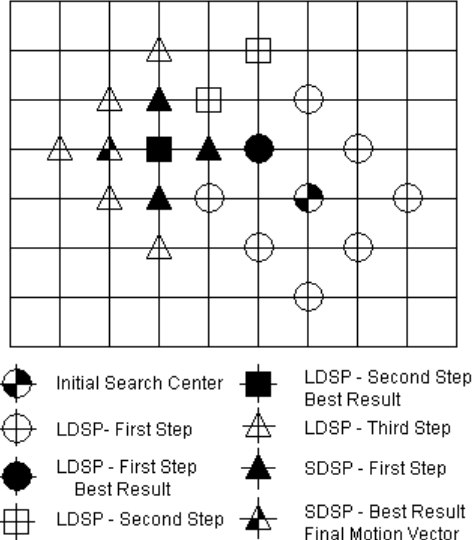 Initial Search Center
LDSP- First Step
LDSP - First Step
Best Result
LDSP - Second Step
LDSP - Second Step
Best Result
LDSP - Third Step
SDSP - First Step
SDSP - Best Result
Final Motion Vector